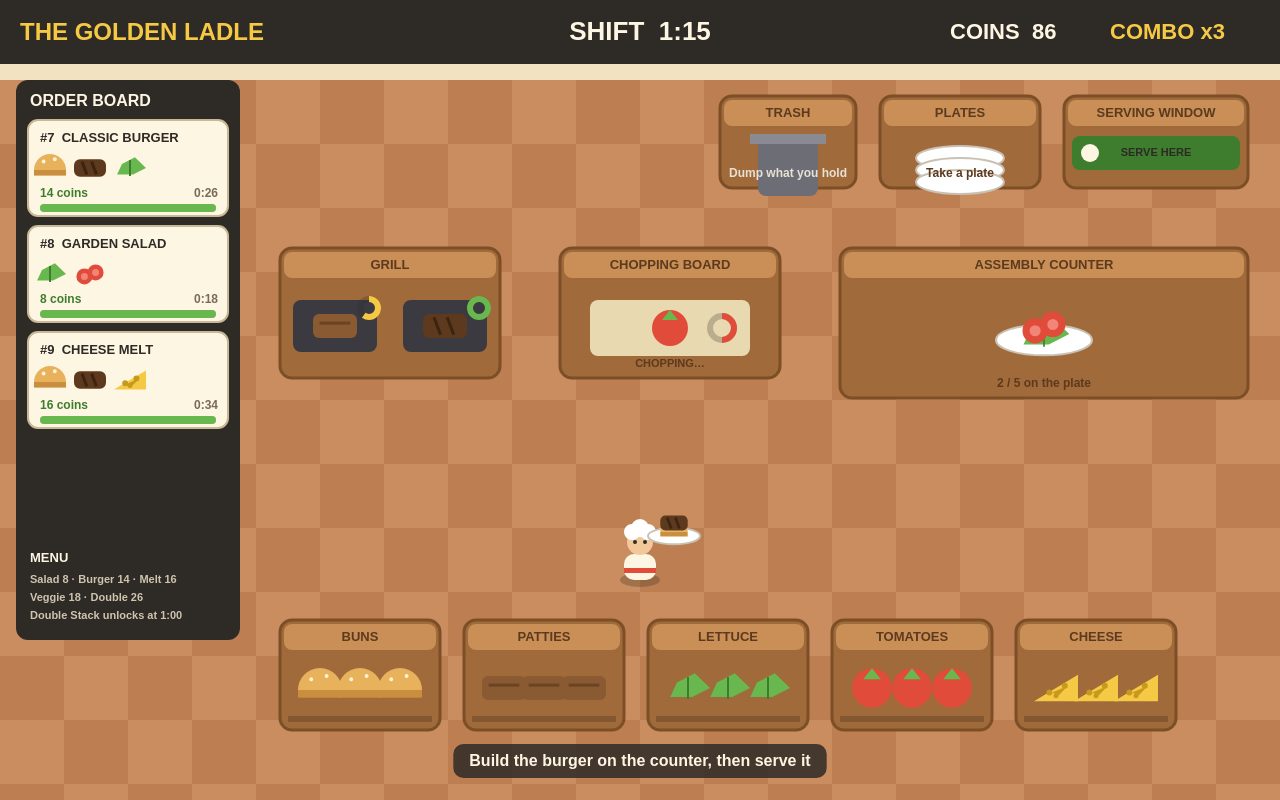 THE GOLDEN LADLE
SHIFT 1:15
COINS 86
COMBO x3
ORDER BOARD
#7 CLASSIC BURGER
14 coins 0:26
#8 GARDEN SALAD
8 coins 0:18
#9 CHEESE MELT
16 coins 0:34
MENU
Salad 8 · Burger 14 · Melt 16
Veggie 18 · Double 26
Double Stack unlocks at 1:00
TRASH
Dump what you hold
PLATES
Take a plate
SERVING WINDOW
SERVE HERE
GRILL
CHOPPING BOARD
CHOPPING…
ASSEMBLY COUNTER
2 / 5 on the plate
BUNS
PATTIES
LETTUCE
TOMATOES
CHEESE
Build the burger on the counter, then serve it